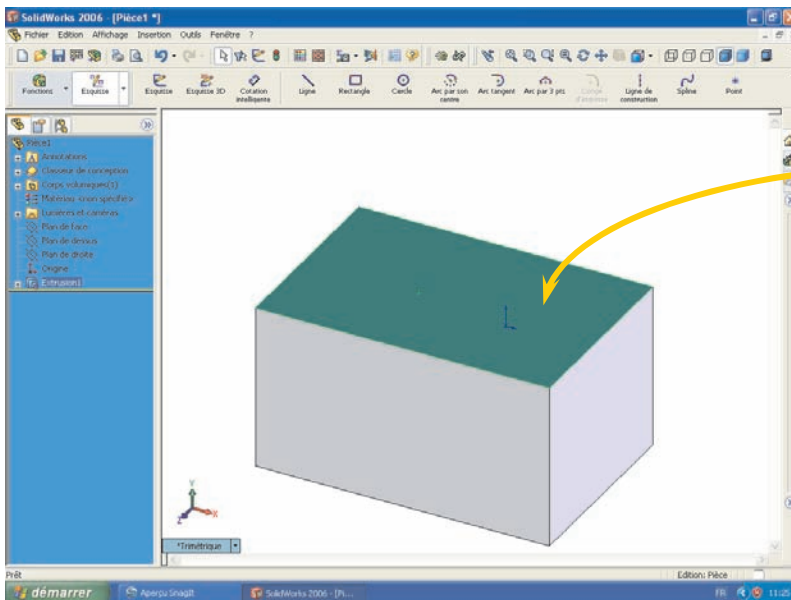 SolidWorks 2006 - [Pièce1 *]
Fichier Edition Affichage Insertion Outils Fenêtre ?
Fonctions Esquisse Esquisse Esquisse 3D Cotation intelligente Ligne Rectangle Cercle Arc par son centre Arc tangent Arc par 3 pts Congé d'esquisse Ligne de construction Spline Point
Pièce1
Annotations
Classeur de conception
Corps volumiques(1)
Matériau <non spécifié>
Lumières et caméras
Plan de face
Plan de dessus
Plan de droite
Origine
Extrusion1
Y
X
Z
*Trimétrique
Prêt
Edition: Pièce
démarrer Aperçu SnagIt SolidWorks 2006 - [Pi... FR 11:25